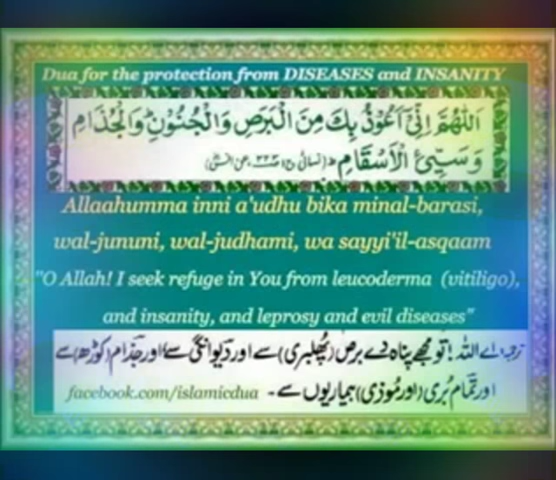 Dua for the protection from DISEASES and INSANITY
اَللّٰهُمَّ اِنِّیْ اَعُوْذُ بِكَ مِنَ الْبَرَصِ وَالْجُنُوْنِ وَالْجُذَامِ
وَسَيِّئِ الْاَسْقَامِ
Allaahumma inni a'udhu bika minal-barasi,
wal-jununi, wal-judhami, wa sayyi'il-asqaam
"O Allah! I seek refuge in You from leucoderma (vitiligo),
and insanity, and leprosy and evil diseases"
ترجمہ: اے اللہ! تو مجھے پناہ دے برص (پھلبہری) سے اور دیوانگی سے اور جذام (کوڑھ) سے
اور تمام بری (اور موذی) بیماریوں سے -
facebook.com/islamicdua